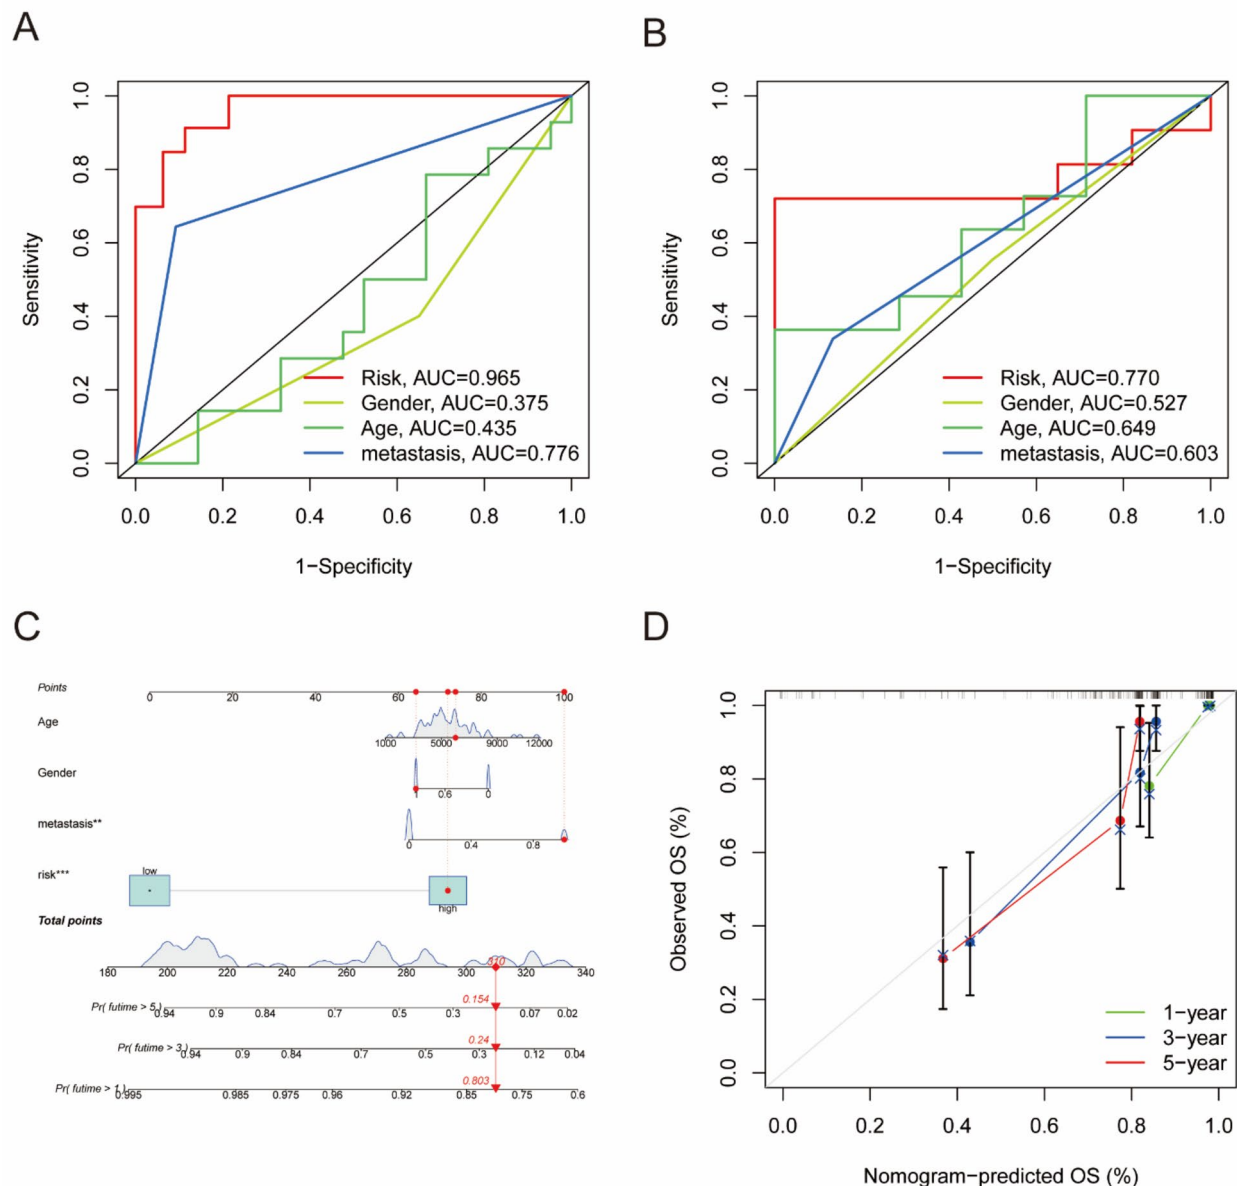 A
B
1.0
0.8
0.6
0.4
0.2
0.0
Sensitivity
Risk, AUC=0.965
Gender, AUC=0.375
Age, AUC=0.435
metastasis, AUC=0.776
0.0 0.2 0.4 0.6 0.8 1.0
1−Specificity
1.0
0.8
0.6
0.4
0.2
0.0
Sensitivity
Risk, AUC=0.770
Gender, AUC=0.527
Age, AUC=0.649
metastasis, AUC=0.603
0.0 0.2 0.4 0.6 0.8 1.0
1−Specificity
C
Points
0 20 40 60 80 100
Age
1000 5000 9000 12000
Gender
0.6 0
metastasis**
0 0.4 0.8
risk***
low
high
Total points
310
180 200 220 240 260 280 300 320 340
0.154
Pr( futime > 5 )
0.94 0.9 0.84 0.7 0.5 0.3 0.07 0.02
0.24
Pr( futime > 3 )
0.94 0.9 0.84 0.7 0.5 0.3 0.12 0.04
0.803
Pr( futime > 1 )
0.995 0.985 0.975 0.96 0.92 0.85 0.75 0.6
D
1.0
0.8
0.6
0.4
0.2
0.0
Observed OS (%)
1−year
3−year
5−year
0.0 0.2 0.4 0.6 0.8 1.0
Nomogram−predicted OS (%)